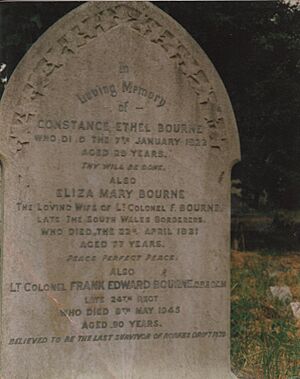 In
Loving Memory
of
CONSTANCE ETHEL BOURNE
WHO DIED THE 7TH JANUARY 1922
AGED 29 YEARS.
THY WILL BE DONE.
ALSO
ELIZA MARY BOURNE
THE LOVING WIFE OF LT COLONEL F. BOURNE.
LATE THE SOUTH WALES BORDERERS.
WHO DIED, THE 22ND APRIL 1931
AGED 77 YEARS.
PEACE PERFECT PEACE.
ALSO
LT COLONEL FRANK EDWARD BOURNE. O.B.E. D.C.M
LATE 24TH REGT
WHO DIED 8TH MAY 1945
AGED 90 YEARS.
BELIEVED TO BE THE LAST SURVIVOR OF RORKES DRIFT 1879